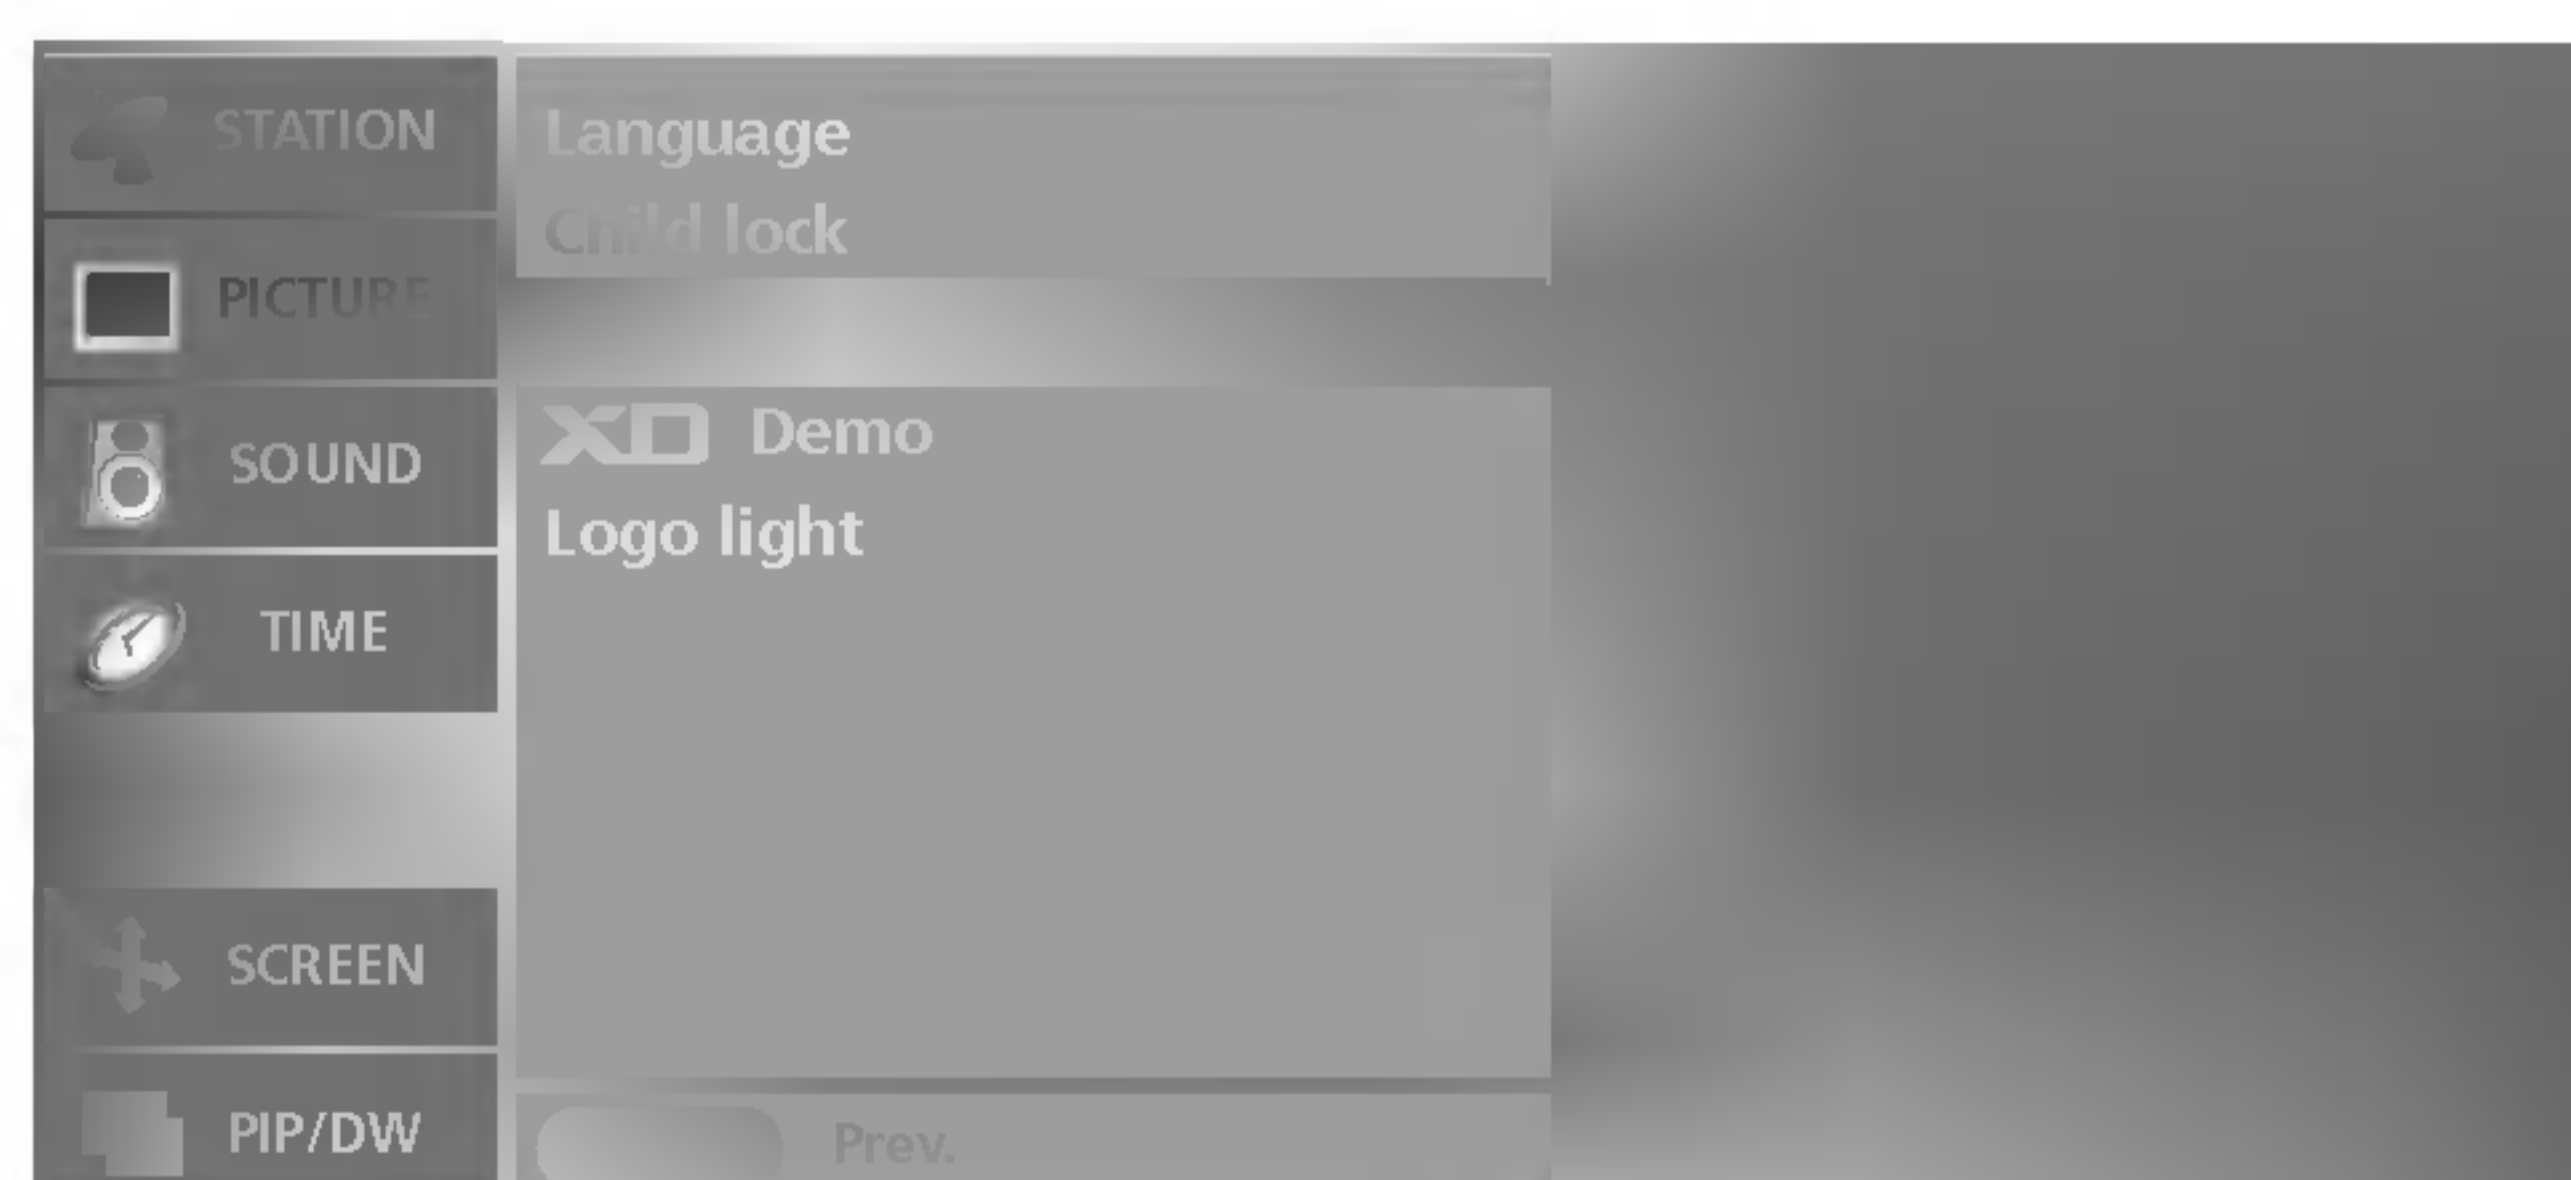 STATION
PICTURE
SOUND
TIME
SCREEN
PIP/DW
Language
Child lock
XD Demo
Logo light
Prev.